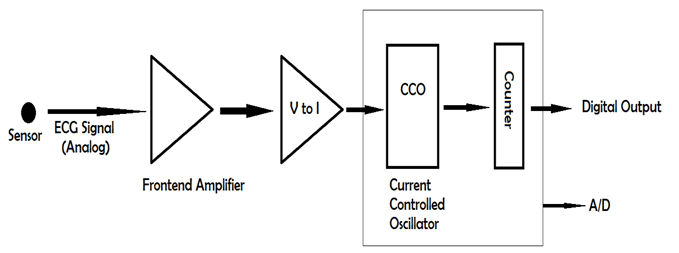 Sensor
ECG Signal
(Analog)
Frontend Amplifier
V to I
CCO
Current
Controlled
Oscillator
Counter
Digital Output
A/D